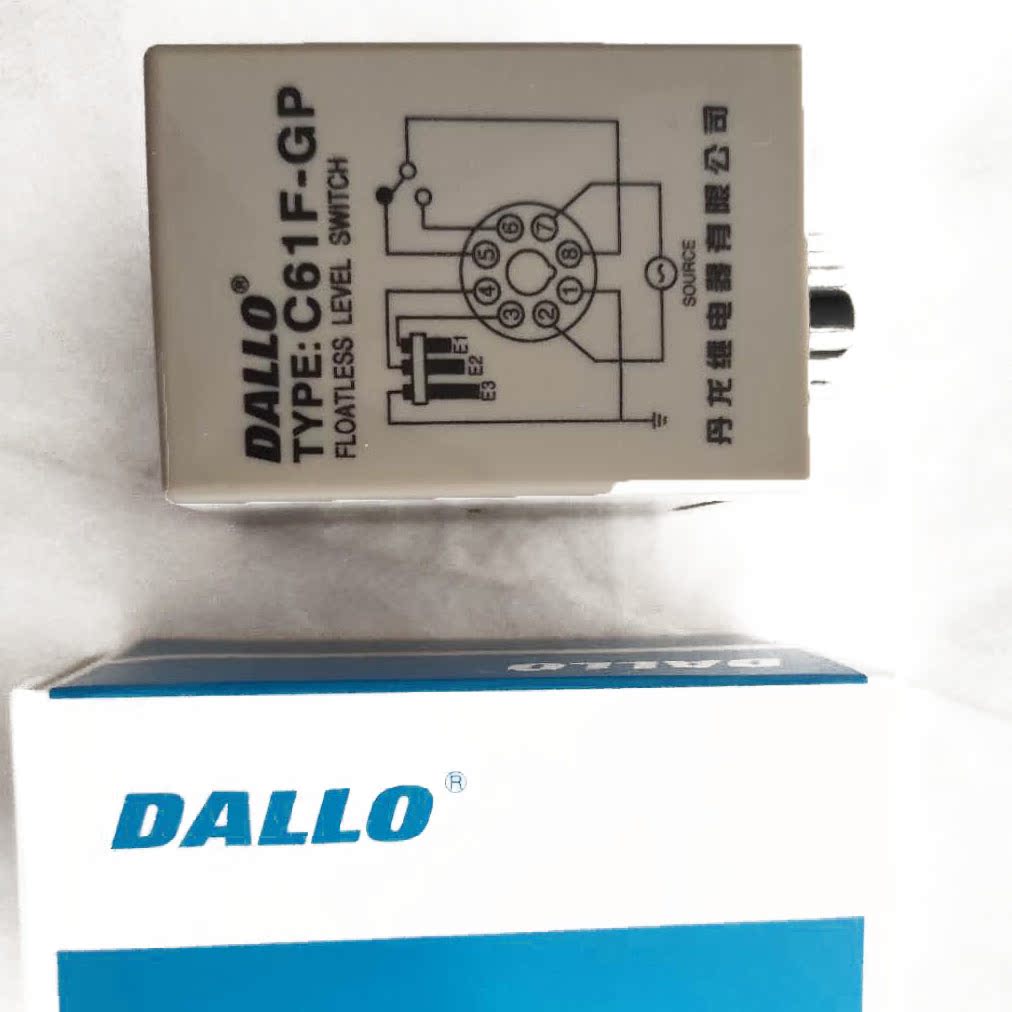 DALLO®
TYPE: C61F-GP
FLOATLESS LEVEL SWITCH
5 6 7 8
4 3 2 1
E1
E2
E3
SOURCE
丹龙继电器有限公司
DALLO
DALLO®